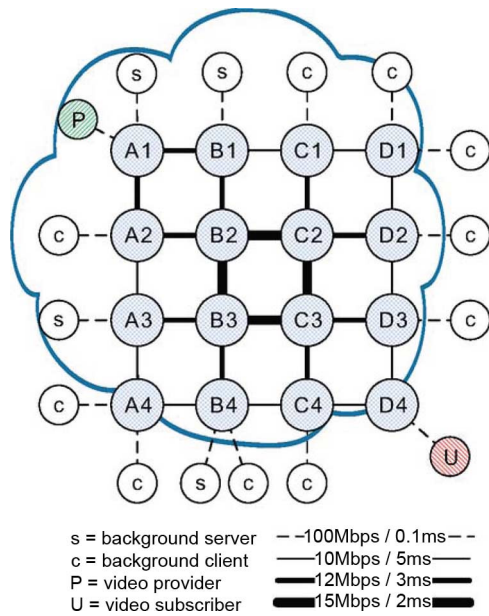 s s c c
P
A1 B1 C1 D1 c
c A2 B2 C2 D2 c
s A3 B3 C3 D3 c
c A4 B4 C4 D4
U
c s c c
s = background server 100Mbps / 0.1ms
c = background client 10Mbps / 5ms
P = video provider 12Mbps / 3ms
U = video subscriber 15Mbps / 2ms